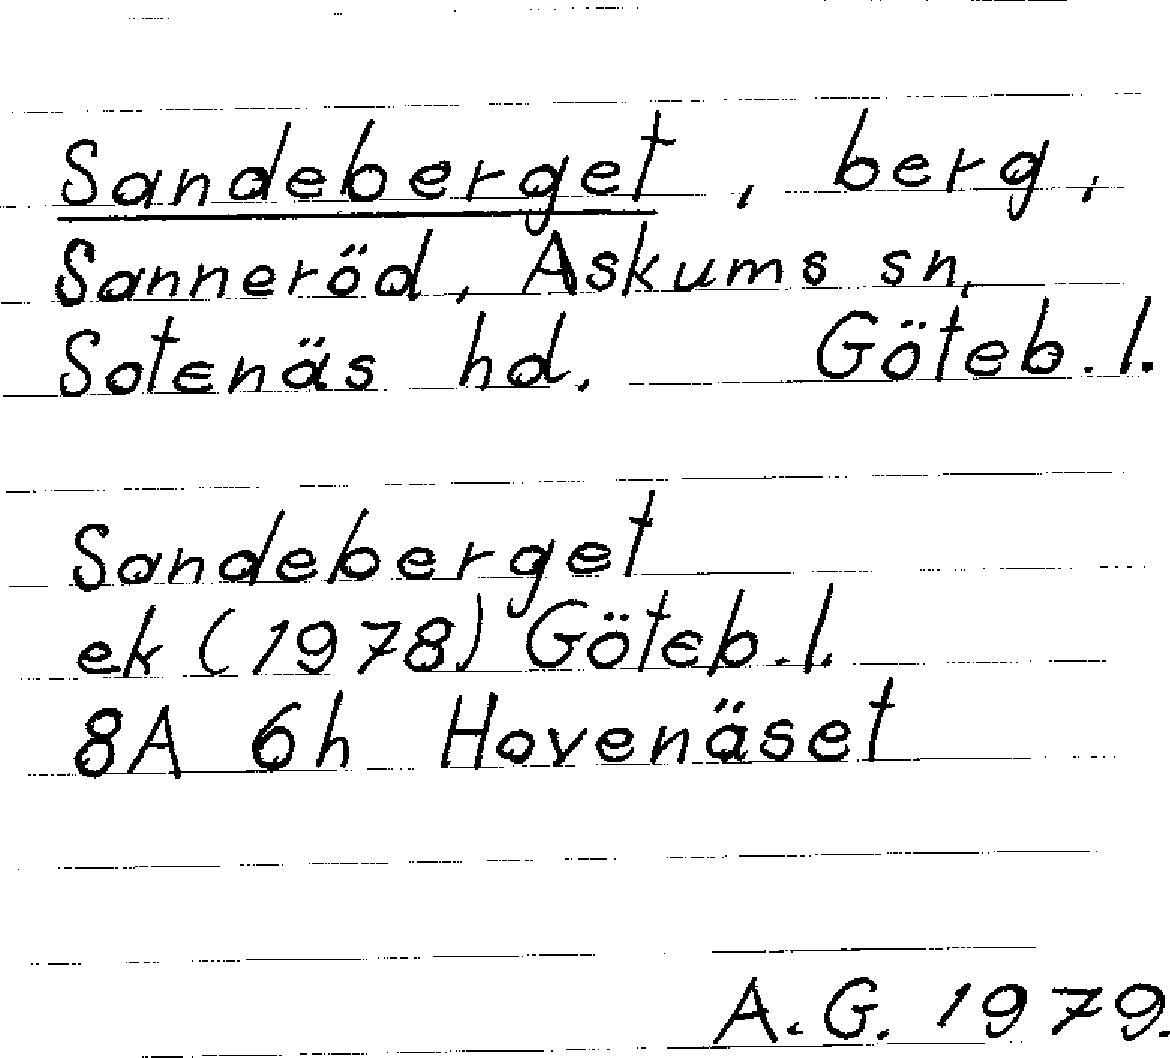 Sandeberget, berg,
Sanneröd, Askums sn,
Sotenäs hd. Göteb. l.
Sandeberget
ek (1978) Göteb. l.
8A 6h Hovenäset
A. G. 1979.